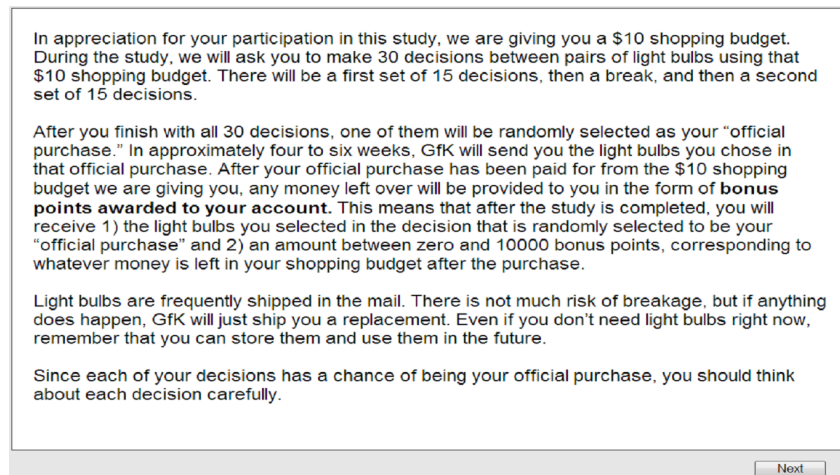 In appreciation for your participation in this study, we are giving you a $10 shopping budget.
During the study, we will ask you to make 30 decisions between pairs of light bulbs using that
$10 shopping budget. There will be a first set of 15 decisions, then a break, and then a second
set of 15 decisions.
After you finish with all 30 decisions, one of them will be randomly selected as your “official
purchase.” In approximately four to six weeks, GfK will send you the light bulbs you chose in
that official purchase. After your official purchase has been paid for from the $10 shopping
budget we are giving you, any money left over will be provided to you in the form of bonus
points awarded to your account. This means that after the study is completed, you will
receive 1) the light bulbs you selected in the decision that is randomly selected to be your
“official purchase” and 2) an amount between zero and 10000 bonus points, corresponding to
whatever money is left in your shopping budget after the purchase.
Light bulbs are frequently shipped in the mail. There is not much risk of breakage, but if anything
does happen, GfK will just ship you a replacement. Even if you don’t need light bulbs right now,
remember that you can store them and use them in the future.
Since each of your decisions has a chance of being your official purchase, you should think
about each decision carefully.
Next